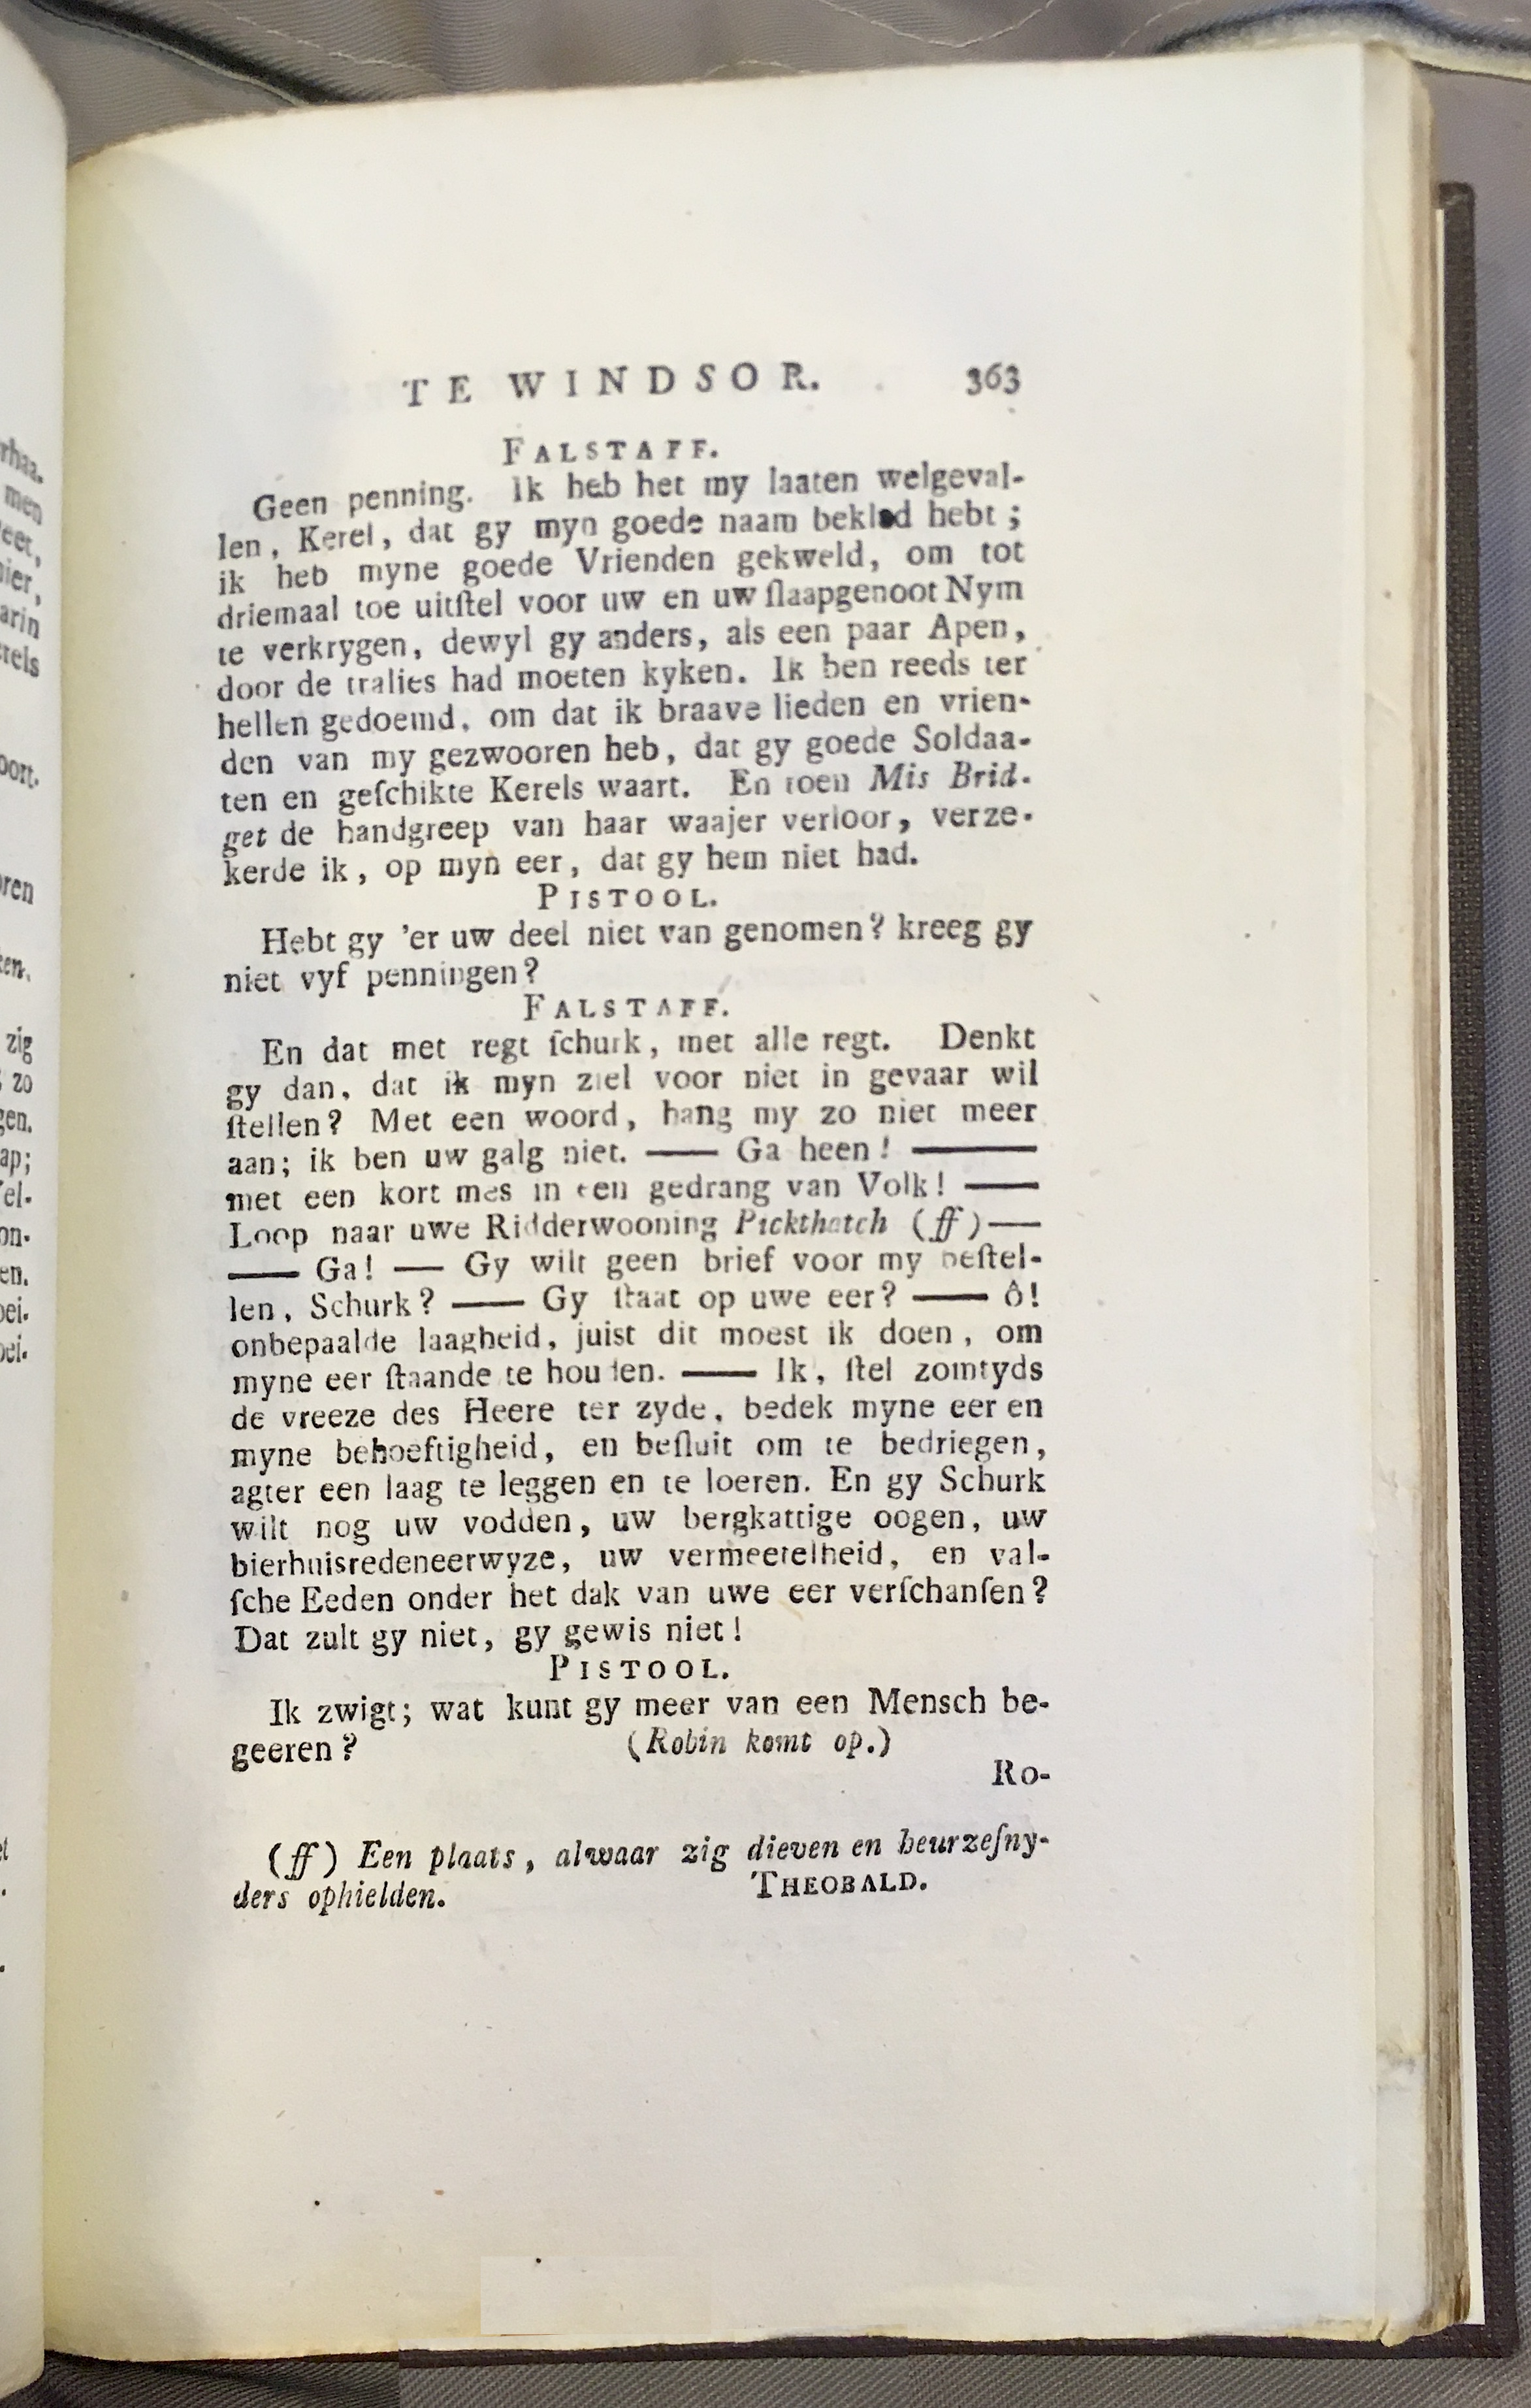 TE WINDSOR. 363
FALSTAFF.
Geen penning. Ik heb het my laaten welgeval-
len, Kerel, dat gy myn goede naam beklad hebt;
ik heb myne goede Vrienden gekweld, om tot
driemaal toe uitſtel voor uw en uw ſlaapgenoot Nym
te verkrygen, dewyl gy anders, als een paar Apen,
door de tralies had moeten kyken. Ik ben reeds ter
hellen gedoemd, om dat ik braave lieden en vrien-
den van my gezwooren heb, dat gy goede Soldaa-
ten en geſchikte Kerels waart. En toen Mis Brid-
get de handgreep van haar waajer verloor, verze-
kerde ik, op myn eer, dat gy hem niet had.
PISTOOL.
Hebt gy 'er uw deel niet van genomen? kreeg gy
niet vyf penningen?
FALSTAFF.
En dat met regt ſchurk, met alle regt. Denkt
gy dan, dat ik myn ziel voor niet in gevaar wil
ſtellen? Met een woord, hang my zo niet meer
aan; ik ben uw galg niet. —— Ga heen! ——
met een kort mes in een gedrang van Volk! ——
Loop naar uwe Ridderwooning Pickthatch (ff)—
—— Ga! — Gy wilt geen brief voor my beſtel-
len, Schurk? —— Gy ſtaat op uwe eer? —— ô!
onbepaalde laagheid, juist dit moest ik doen, om
myne eer ſtaande te houden. —— Ik, ſtel zomtyds
de vreeze des Heere ter zyde, bedek myne eer en
myne behoeftigheid, en beſluit om te bedriegen,
agter een laag te leggen en te loeren. En gy Schurk
wilt nog uw vodden, uw bergkattige oogen, uw
bierhuisredeneerwyze, uw vermeetelheid, en val-
ſche Eeden onder het dak van uwe eer verſchanſen?
Dat zult gy niet, gy gewis niet!
PISTOOL.
Ik zwigt; wat kunt gy meer van een Mensch be-
geeren? (Robin komt op.)
Ro-
(ff) Een plaats, alwaar zig dieven en beurzeſny-
ders ophielden. THEOBALD.